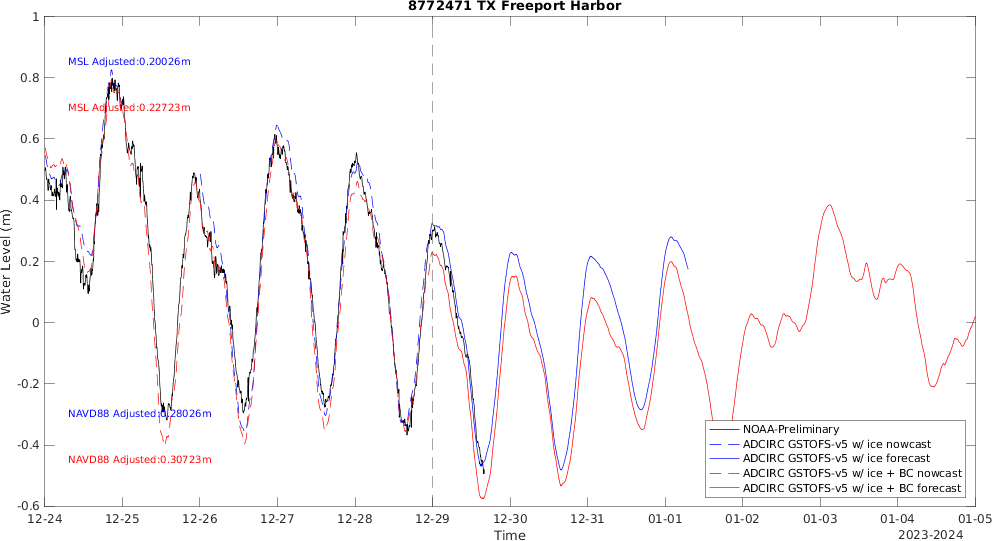 8772471 TX Freeport Harbor
1
0.8
0.6
0.4
0.2
0
-0.2
-0.4
-0.6
Water Level (m)
MSL Adjusted:0.20026m
MSL Adjusted:0.22723m
NAVD88 Adjusted:0.28026m
NAVD88 Adjusted:0.30723m
NOAA-Preliminary
ADCIRC GSTOFS-v5 w/ ice nowcast
ADCIRC GSTOFS-v5 w/ ice forecast
ADCIRC GSTOFS-v5 w/ ice + BC nowcast
ADCIRC GSTOFS-v5 w/ ice + BC forecast
12-24 12-25 12-26 12-27 12-28 12-29 12-30 12-31 01-01 01-02 01-03 01-04 01-05
Time
2023-2024